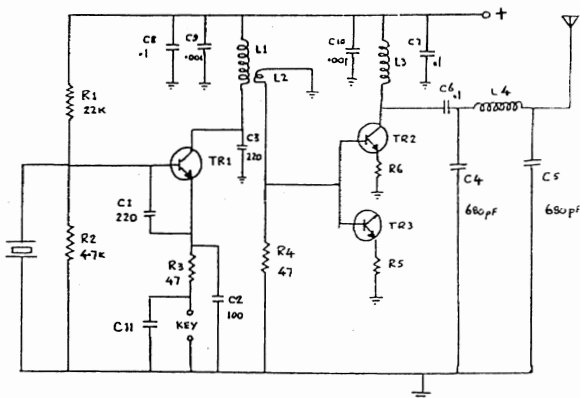 +
C8
.1
C9
.001
L1
L2
C10
.001
L3
C7
.1
R1
22K
C6
.1
L4
C3
220
TR1
TR2
R6
C4
680pF
C5
680pF
C1
220
TR3
R2
4.7K
R3
47
R4
47
R5
C2
100
C11
KEY